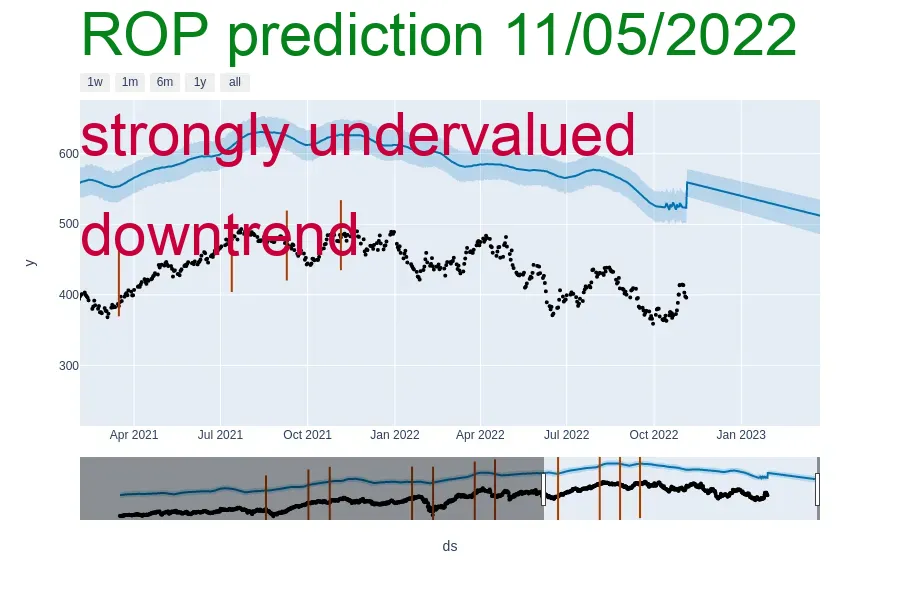 ROP prediction 11/05/2022
1w 1m 6m 1y all
strongly undervalued
600
downtrend
500
y
400
300
Apr 2021 Jul 2021 Oct 2021 Jan 2022 Apr 2022 Jul 2022 Oct 2022 Jan 2023
ds